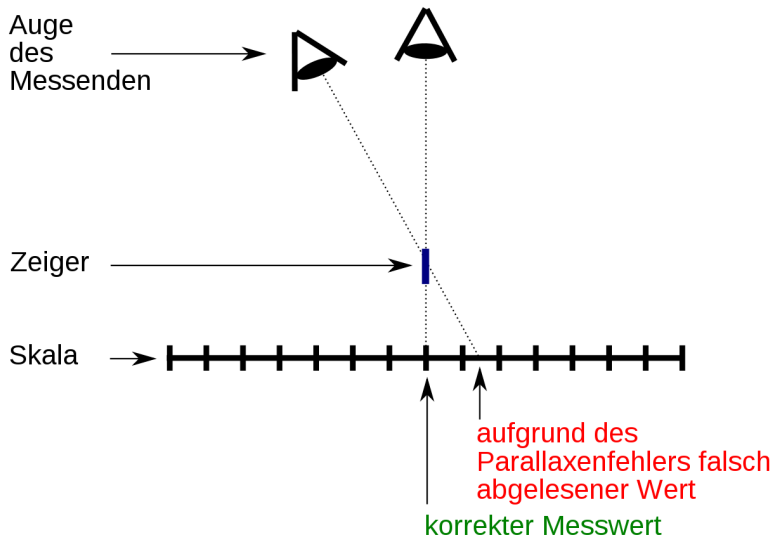 Auge
des
Messenden
Zeiger
Skala
aufgrund des
Parallaxenfehlers falsch
abgelesener Wert
korrekter Messwert